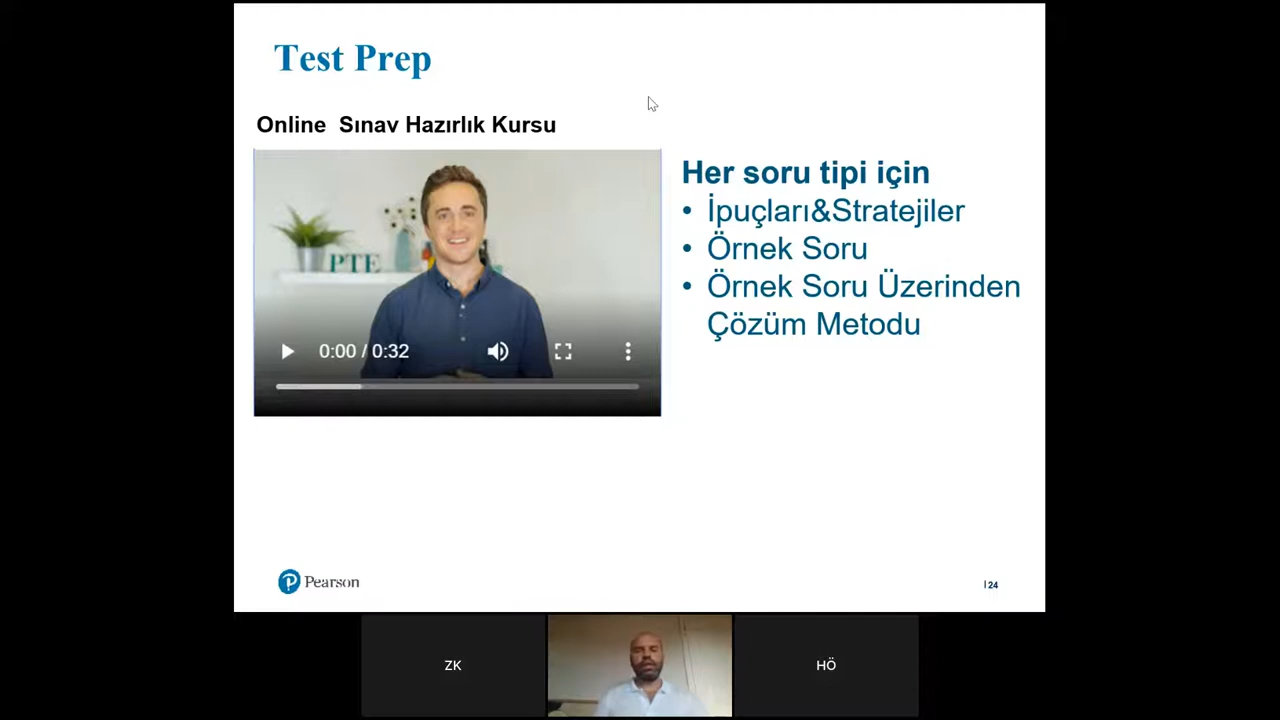 Test Prep
Online Sınav Hazırlık Kursu
Her soru tipi için
• İpuçları&Stratejiler
• Örnek Soru
• Örnek Soru Üzerinden
Çözüm Metodu
PTE
0:00 / 0:32
Pearson
24
ZK
HÖ